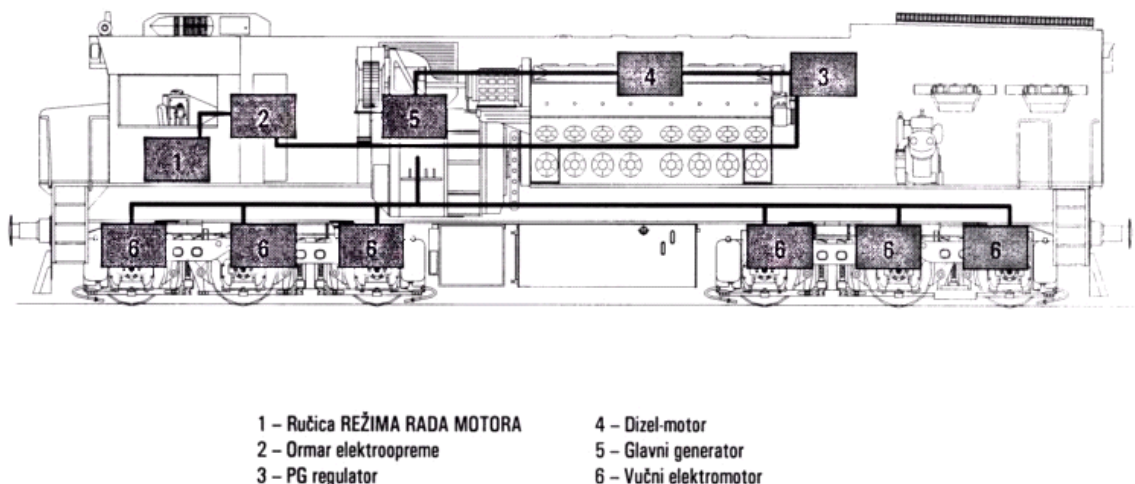 4
3
2
5
1
6
6
6
6
6
6
1 – Ručica REŽIMA RADA MOTORA
2 – Ormar elektroopreme
3 – PG regulator
4 – Dizel-motor
5 – Glavni generator
6 – Vučni elektromotor